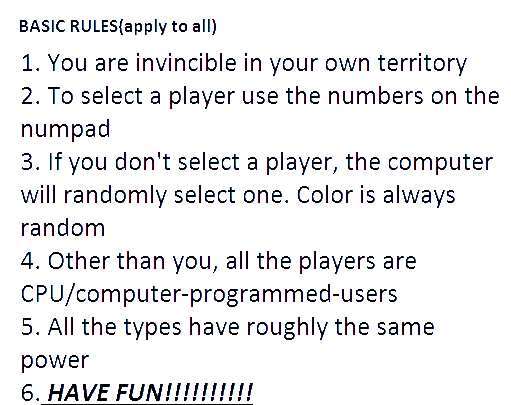 BASIC RULES(apply to all)
1. You are invincible in your own territory
2. To select a player use the numbers on the
numpad
3. If you don't select a player, the computer
will randomly select one. Color is always
random
4. Other than you, all the players are
CPU/computer-programmed-users
5. All the types have roughly the same
power
6. HAVE FUN!!!!!!!!!!